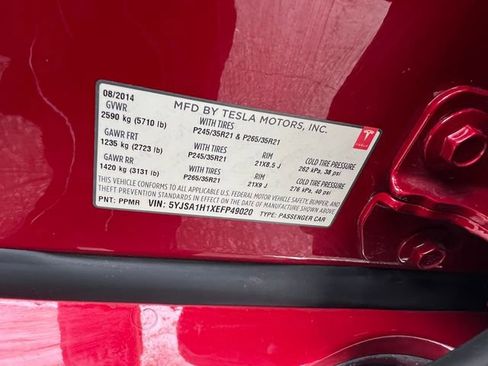 08/2014 MFD BY TESLA MOTORS, INC.
GVWR WITH TIRES
2590 kg (5710 lb) P245/35R21 & P265/35R21
GAWR FRT WITH TIRES RIM COLD TIRE PRESSURE
1235 kg (2723 lb) P245/35R21 21X8.5 J 262 kPa, 38 psi
GAWR RR WITH TIRES RIM COLD TIRE PRESSURE
1420 kg (3131 lb) P265/35R21 21X9 J 276 kPa, 40 psi
THIS VEHICLE CONFORMS TO ALL APPLICABLE U.S. FEDERAL MOTOR VEHICLE SAFETY, BUMPER, AND
THEFT PREVENTION STANDARDS IN EFFECT ON THE DATE OF MANUFACTURE SHOWN ABOVE.
PNT: PPMR VIN: 5YJSA1H1XEFP49020 TYPE: PASSENGER CAR